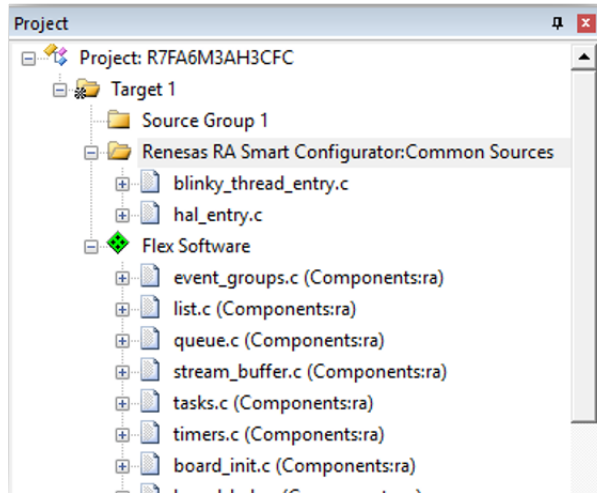 Project
Project: R7FA6M3AH3CFC
Target 1
Source Group 1
Renesas RA Smart Configurator:Common Sources
blinky_thread_entry.c
hal_entry.c
Flex Software
event_groups.c (Components:ra)
list.c (Components:ra)
queue.c (Components:ra)
stream_buffer.c (Components:ra)
tasks.c (Components:ra)
timers.c (Components:ra)
board_init.c (Components:ra)